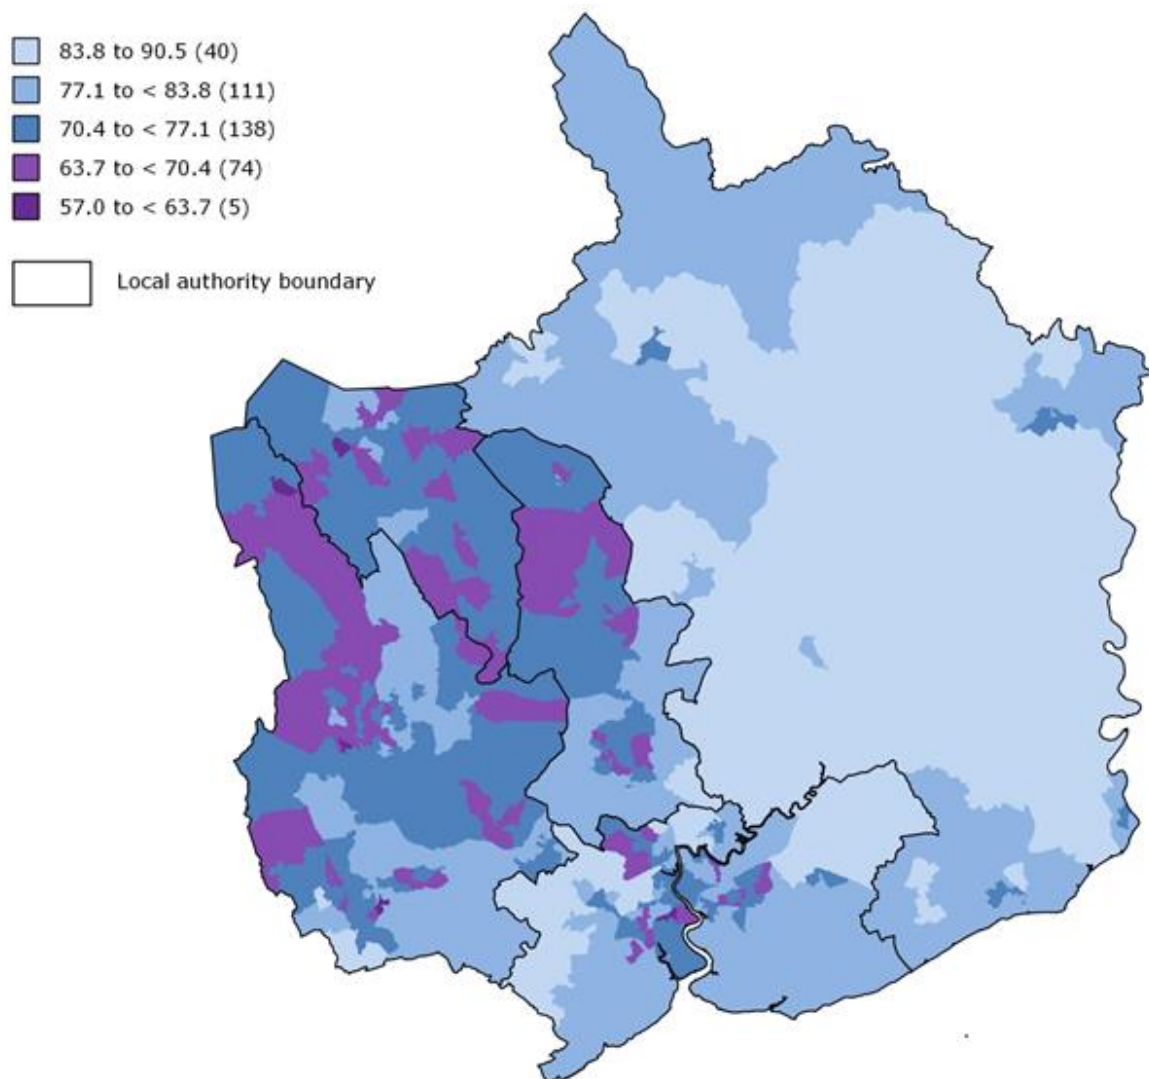 83.8 to 90.5 (40)
77.1 to < 83.8 (111)
70.4 to < 77.1 (138)
63.7 to < 70.4 (74)
57.0 to < 63.7 (5)
Local authority boundary